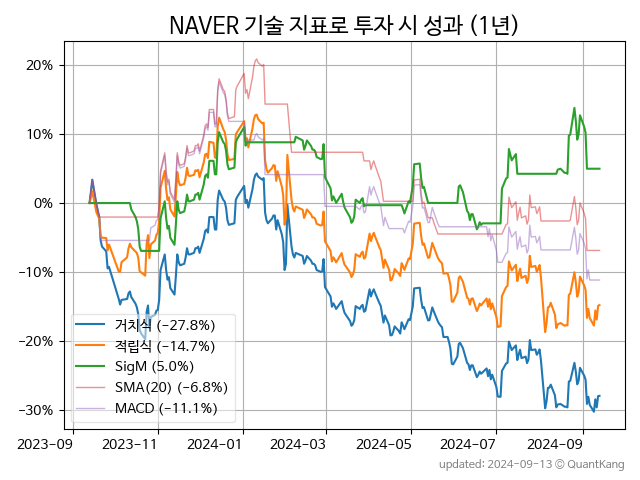 NAVER 기술 지표로 투자 시 성과 (1년)
20%
10%
0%
−10%
−20%
−30%
거치식 (−27.8%)
적립식 (−14.7%)
SigM (5.0%)
SMA(20) (−6.8%)
MACD (−11.1%)
2023-09 2023-11 2024-01 2024-03 2024-05 2024-07 2024-09
updated: 2024-09-13 ⓒ QuantKang